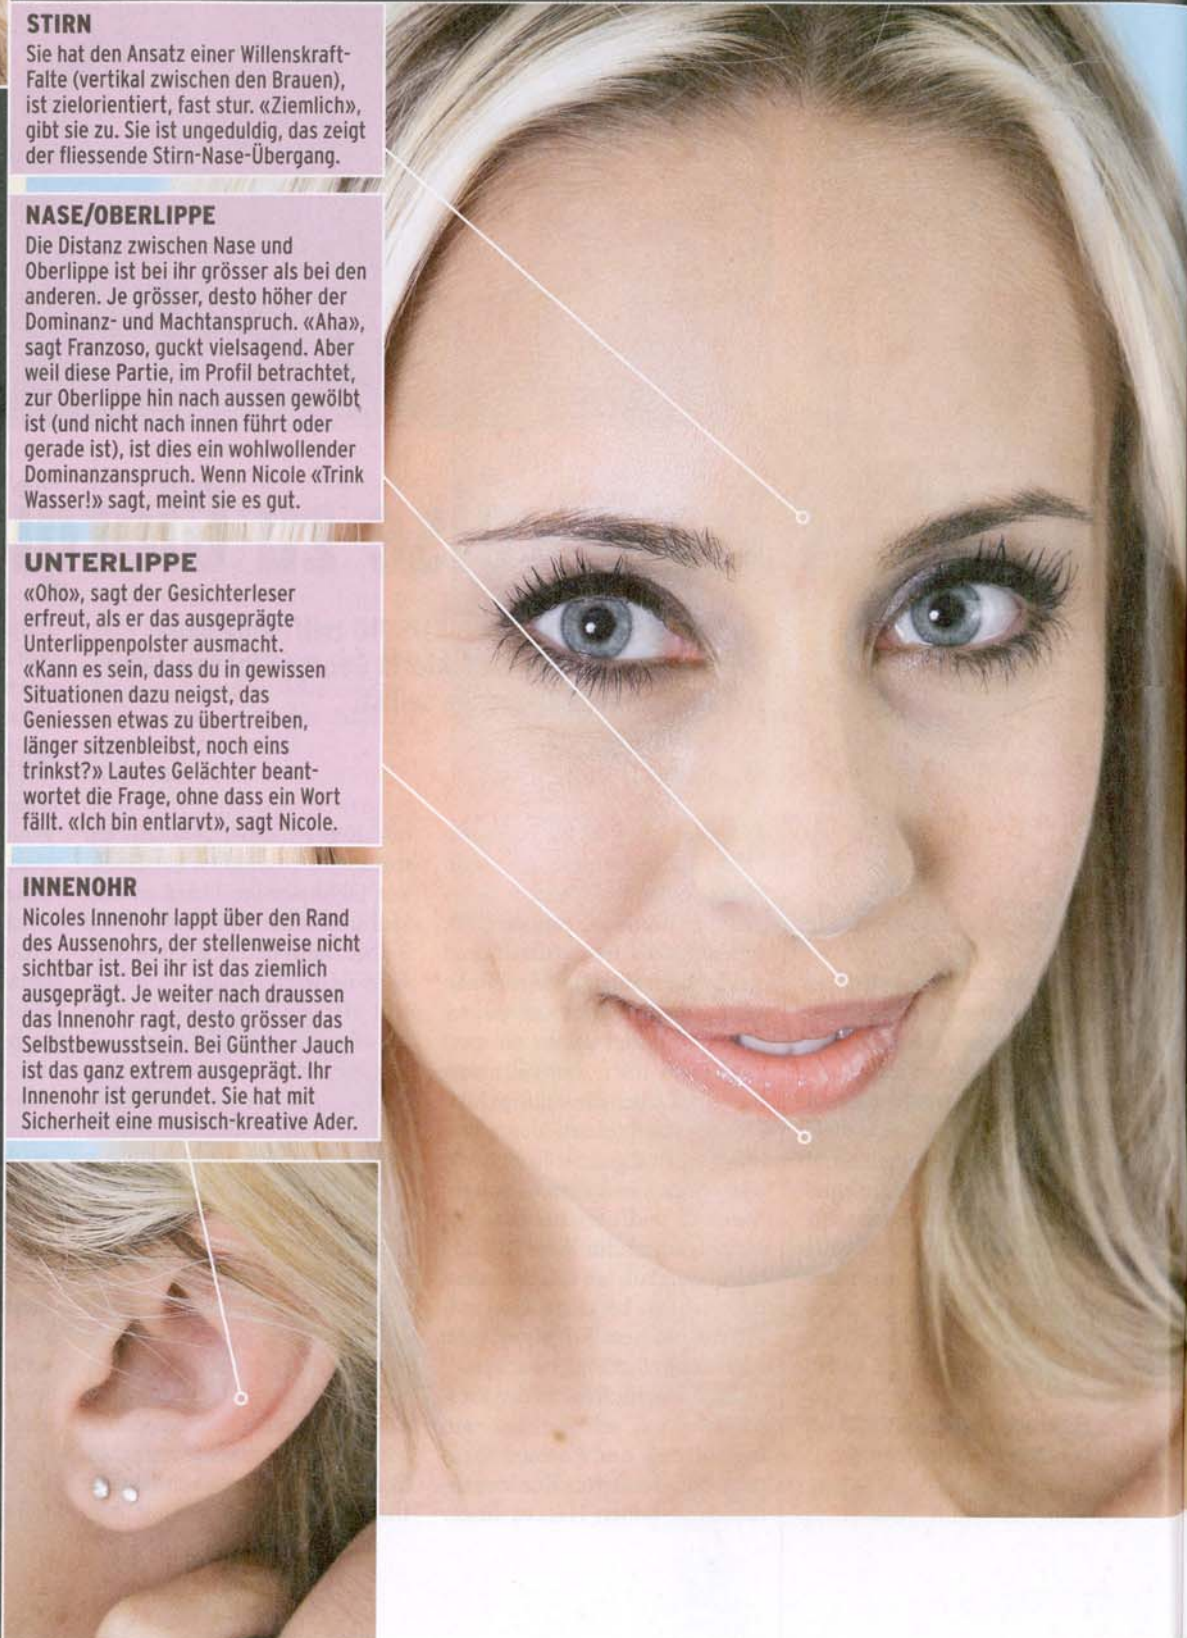 STIRN
Sie hat den Ansatz einer Willenskraft-
Falte (vertikal zwischen den Brauen),
ist zielorientiert, fast stur. «Ziemlich»,
gibt sie zu. Sie ist ungeduldig, das zeigt
der fliessende Stirn-Nase-Übergang.
NASE/OBERLIPPE
Die Distanz zwischen Nase und
Oberlippe ist bei ihr grösser als bei den
anderen. Je grösser, desto höher der
Dominanz- und Machtanspruch. «Aha»,
sagt Franzoso, guckt vielsagend. Aber
weil diese Partie, im Profil betrachtet,
zur Oberlippe hin nach aussen gewölbt
ist (und nicht nach innen führt oder
gerade ist), ist dies ein wohlwollender
Dominanzanspruch. Wenn Nicole «Trink
Wasser!» sagt, meint sie es gut.
UNTERLIPPE
«Oho», sagt der Gesichterleser
erfreut, als er das ausgeprägte
Unterlippenpolster ausmacht.
«Kann es sein, dass du in gewissen
Situationen dazu neigst, das
Geniessen etwas zu übertreiben,
länger sitzenbleibst, noch eins
trinkst?» Lautes Gelächter beant-
wortet die Frage, ohne dass ein Wort
fällt. «Ich bin entlarvt», sagt Nicole.
INNENOHR
Nicoles Innenohr lappt über den Rand
des Aussenohrs, der stellenweise nicht
sichtbar ist. Bei ihr ist das ziemlich
ausgeprägt. Je weiter nach draussen
das Innenohr ragt, desto grösser das
Selbstbewusstsein. Bei Günther Jauch
ist das ganz extrem ausgeprägt. Ihr
Innenohr ist gerundet. Sie hat mit
Sicherheit eine musisch-kreative Ader.